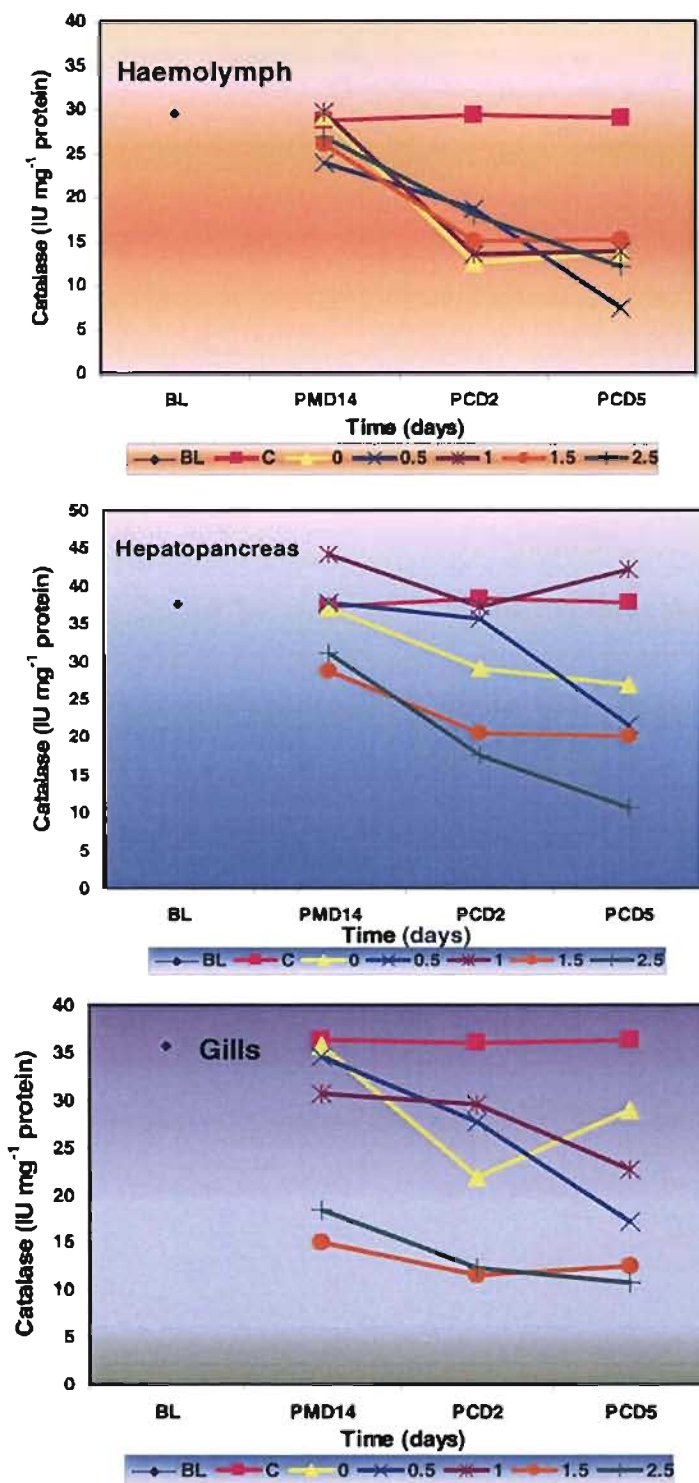 Haemolymph
Catalase (IU mg⁻¹ protein)
40
35
30
25
20
15
10
5
0
BL PMD14 PCD2 PCD5
Time (days)
BL C 0 0.5 1 1.5 2.5
Hepatopancreas
Catalase (IU mg⁻¹ protein)
50
45
40
35
30
25
20
15
10
5
0
BL PMD14 PCD2 PCD5
Time (days)
BL C 0 0.5 1 1.5 2.5
Gills
Catalase (IU mg⁻¹ protein)
40
35
30
25
20
15
10
5
0
BL PMD14 PCD2 PCD5
Time (days)
BL C 0 0.5 1 1.5 2.5